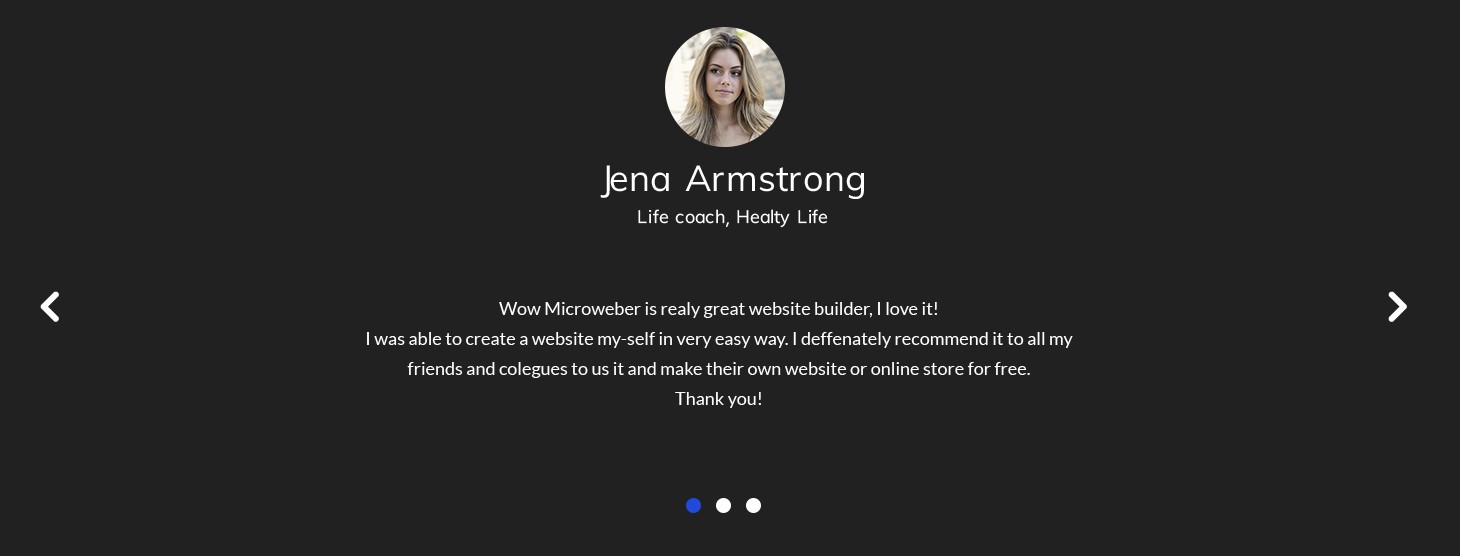 Jena Armstrong
Life coach, Healty Life
Wow Microweber is realy great website builder, I love it!
I was able to create a website my-self in very easy way. I deffenately recommend it to all my
friends and colegues to us it and make their own website or online store for free.
Thank you!